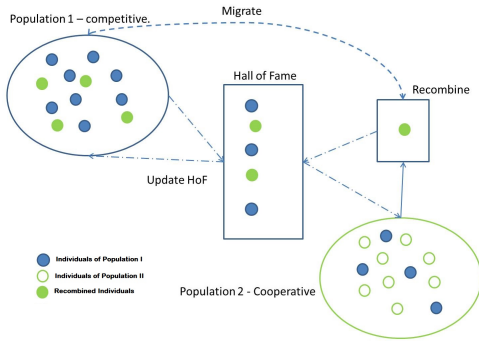 Population 1 – competitive.
Migrate
Hall of Fame
Recombine
Update HoF
Individuals of Population I
Individuals of Population II
Recombined Individuals
Population 2 - Cooperative